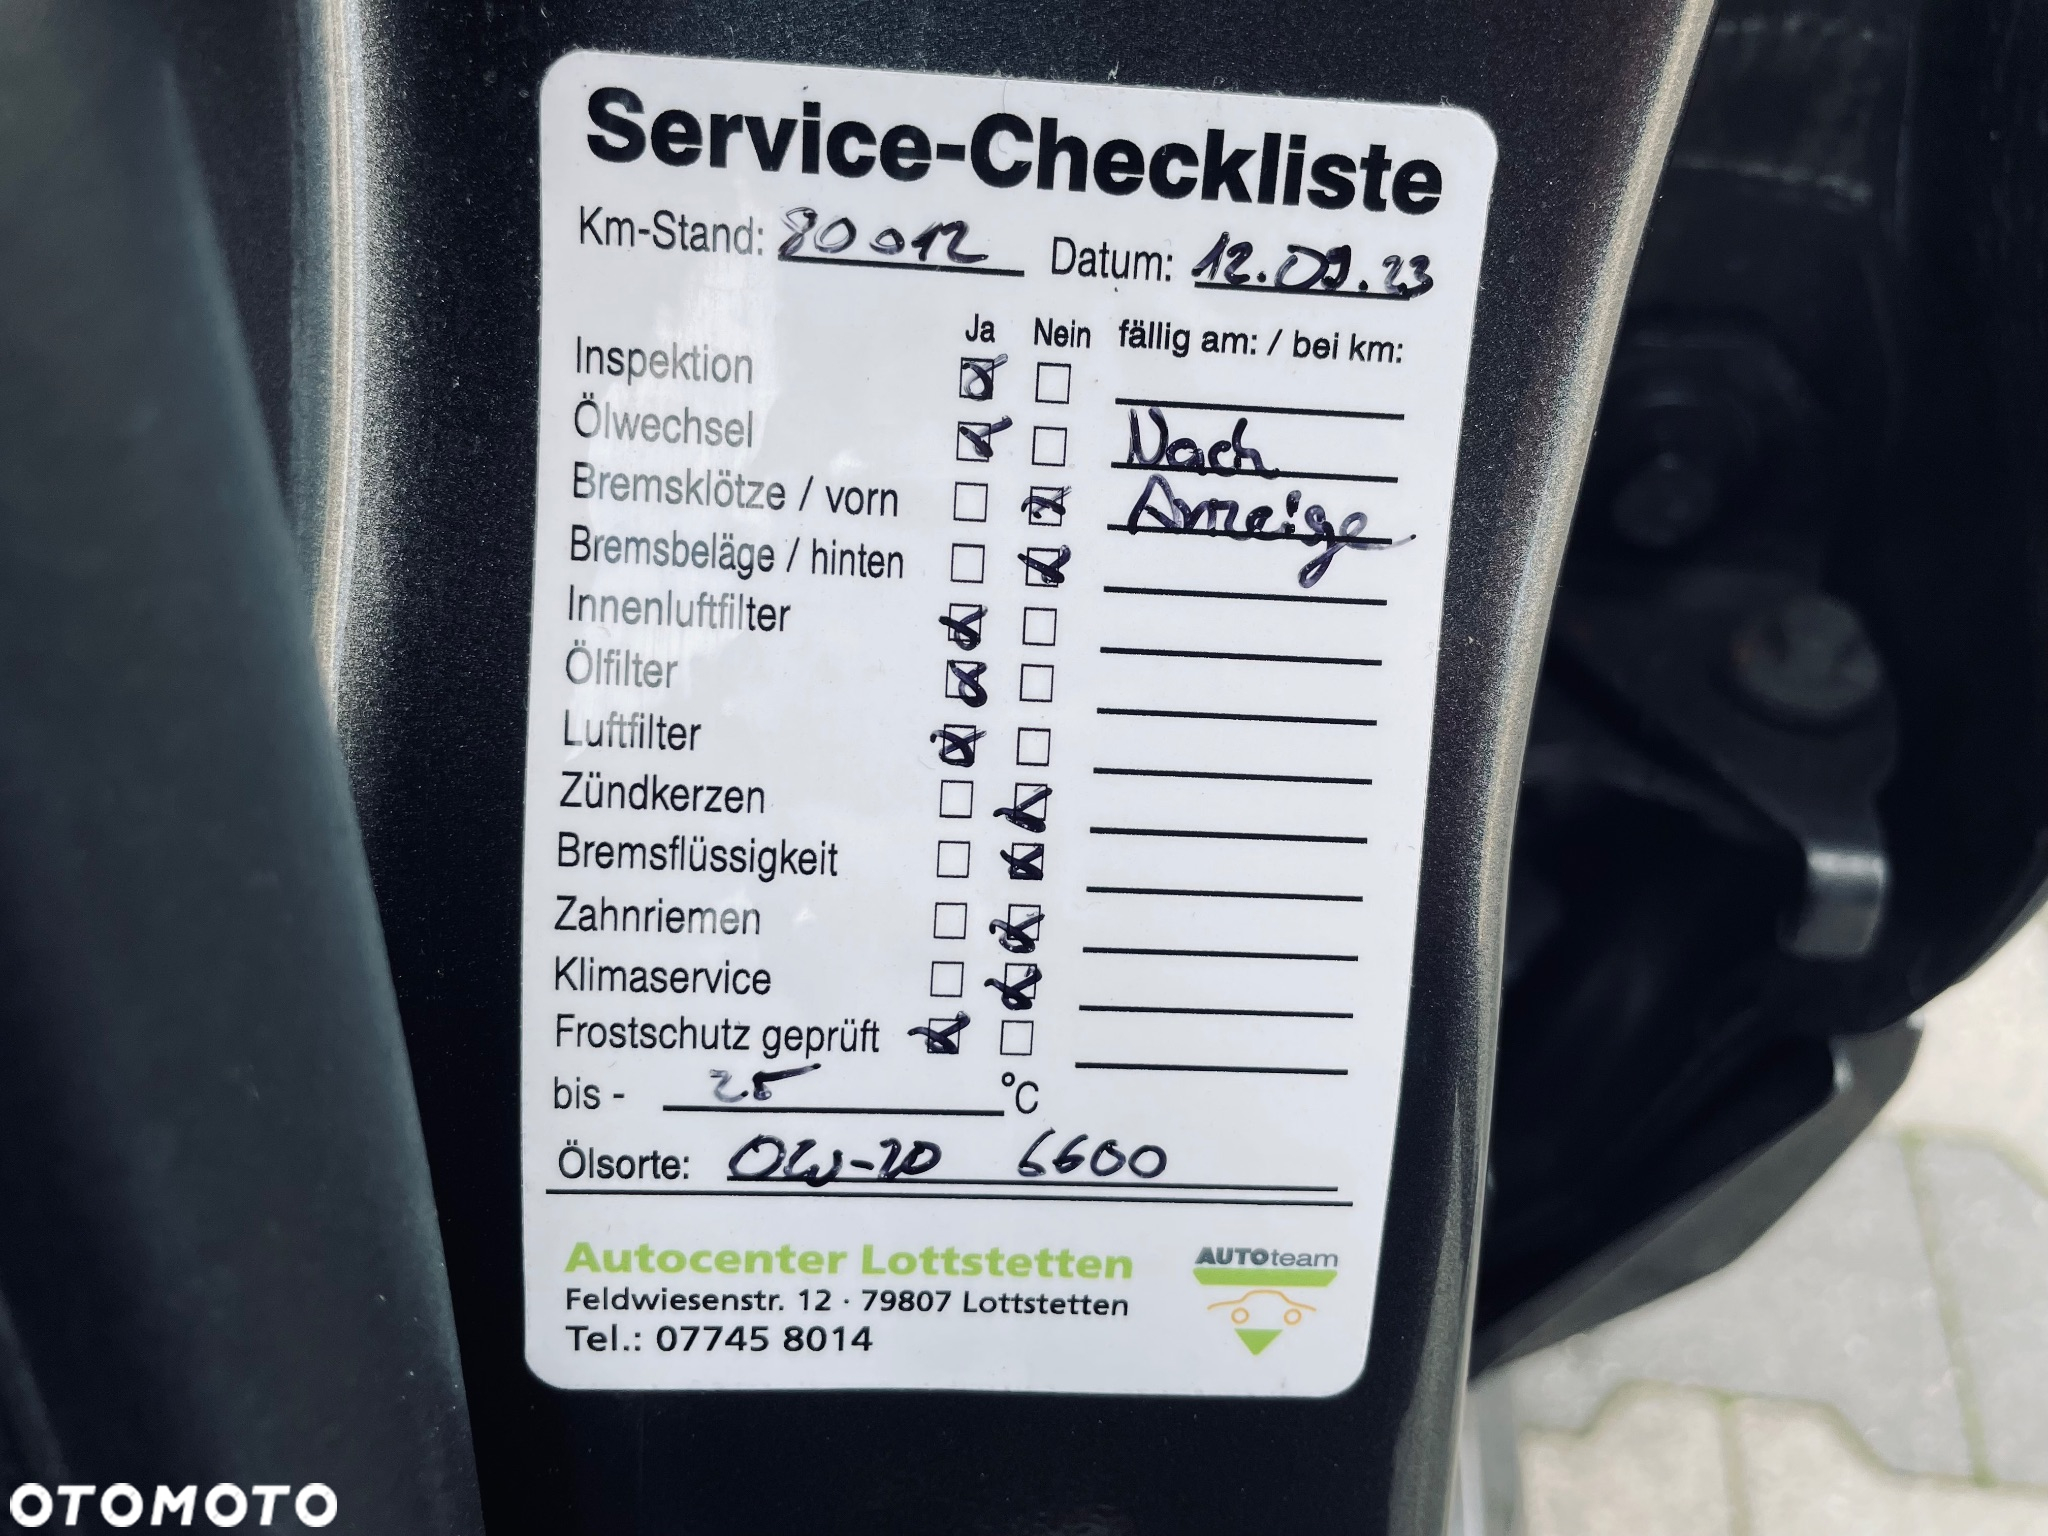 Service-Checkliste
Km-Stand: 80012 Datum: 12.09.23
Ja Nein fällig am: / bei km:
Inspektion
Ölwechsel Nach
Bremsklötze / vorn Anzeige
Bremsbeläge / hinten
Innenluftfilter
Ölfilter
Luftfilter
Zündkerzen
Bremsflüssigkeit
Zahnriemen
Klimaservice
Frostschutz geprüft
bis - 25 °C
Ölsorte: 0W-20 6600
Autocenter Lottstetten
Feldwiesenstr. 12 · 79807 Lottstetten
Tel.: 07745 8014
AUTOteam
OTOMOTO